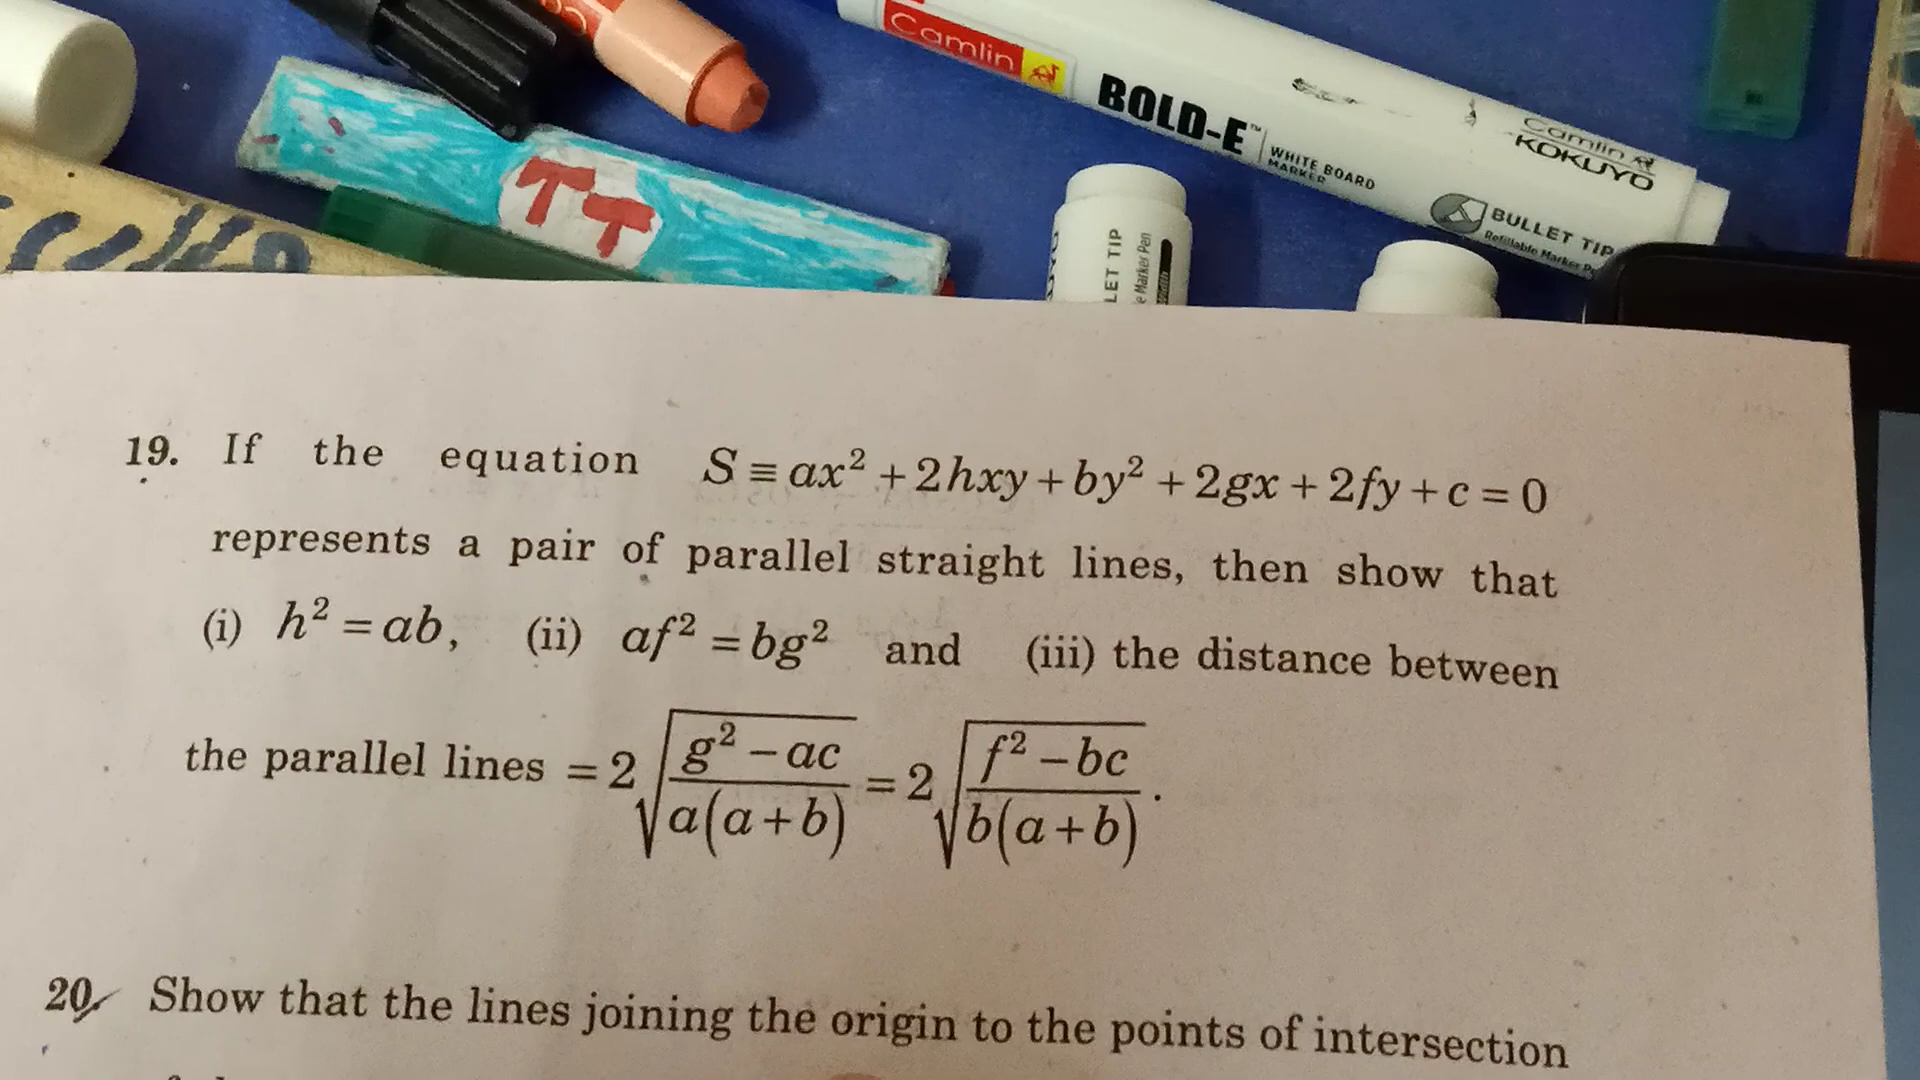 Camlin
BOLD-E™
WHITE BOARD
MARKER
Camlin
KOKUYO
BULLET TIP
Refillable Marker
TT
LET TIP
e Marker Pen
19. If the equation S ≡ ax² + 2hxy + by² + 2gx + 2fy + c = 0
represents a pair of parallel straight lines, then show that
(i) h² = ab, (ii) af² = bg² and (iii) the distance between
the parallel lines = 2√((g² – ac)/(a(a + b))) = 2√((f² – bc)/(b(a + b))).
20. Show that the lines joining the origin to the points of intersection